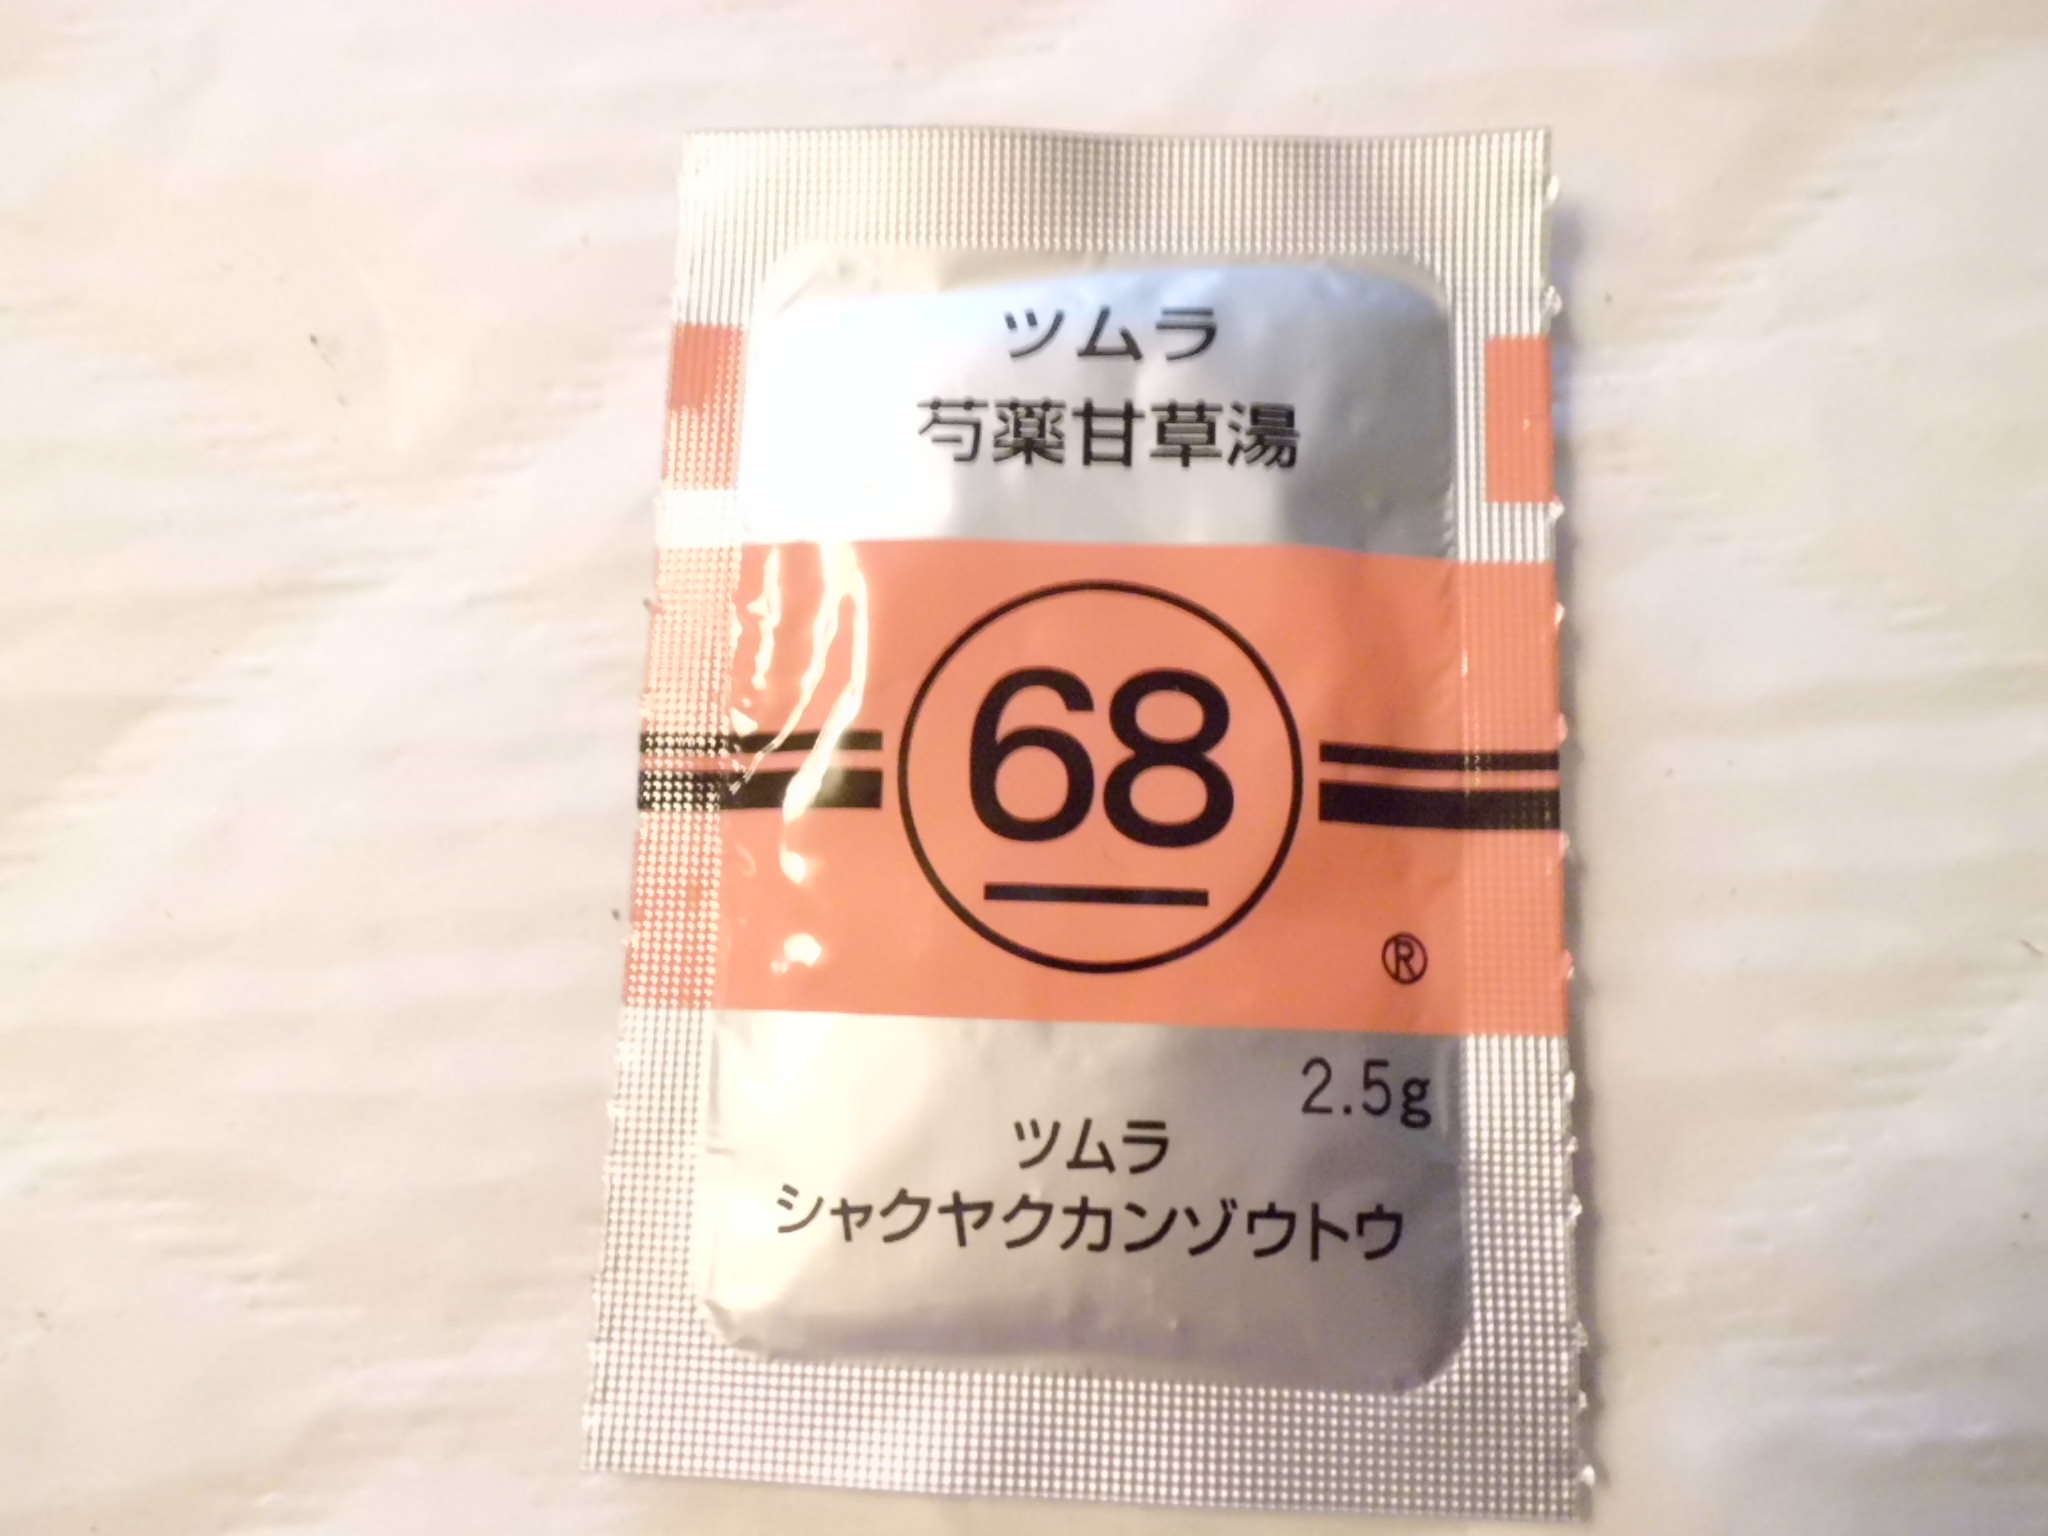 ツムラ
芍薬甘草湯
68
®
2.5g
ツムラ
シャクヤクカンゾウトウ